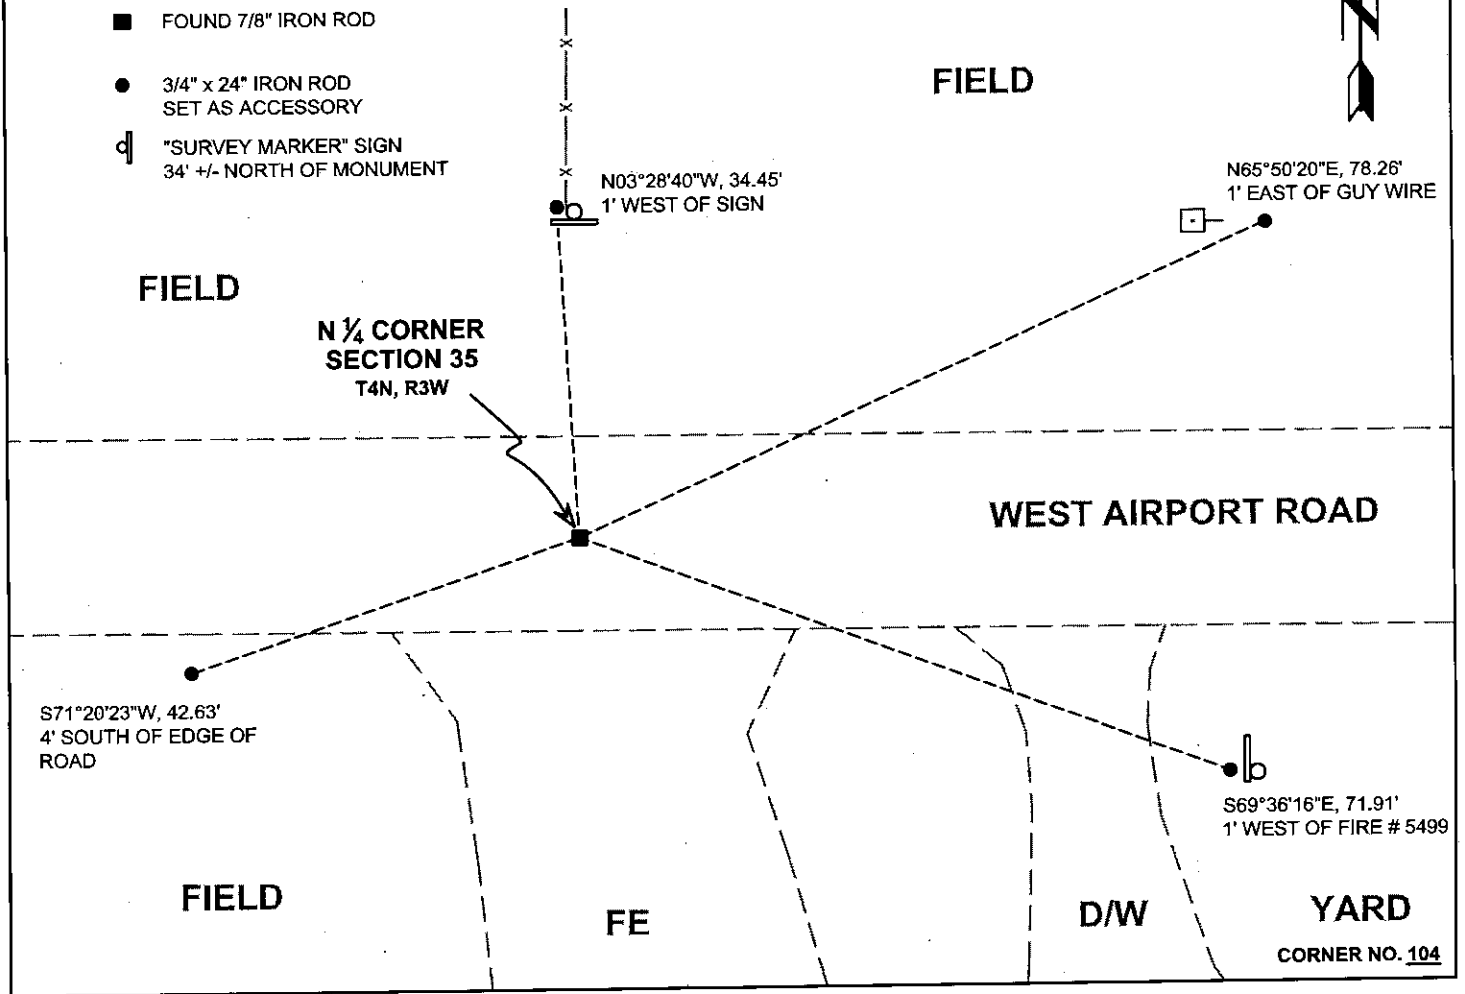 FOUND 7/8" IRON ROD
3/4" x 24" IRON ROD
SET AS ACCESSORY
"SURVEY MARKER" SIGN
34' +/- NORTH OF MONUMENT
FIELD
N03°28'40"W, 34.45'
1' WEST OF SIGN
N65°50'20"E, 78.26'
1' EAST OF GUY WIRE
FIELD
N ¼ CORNER
SECTION 35
T4N, R3W
WEST AIRPORT ROAD
S71°20'23"W, 42.63'
4' SOUTH OF EDGE OF
ROAD
S69°36'16"E, 71.91'
1' WEST OF FIRE # 5499
FIELD
FE
D/W
YARD
CORNER NO. 104